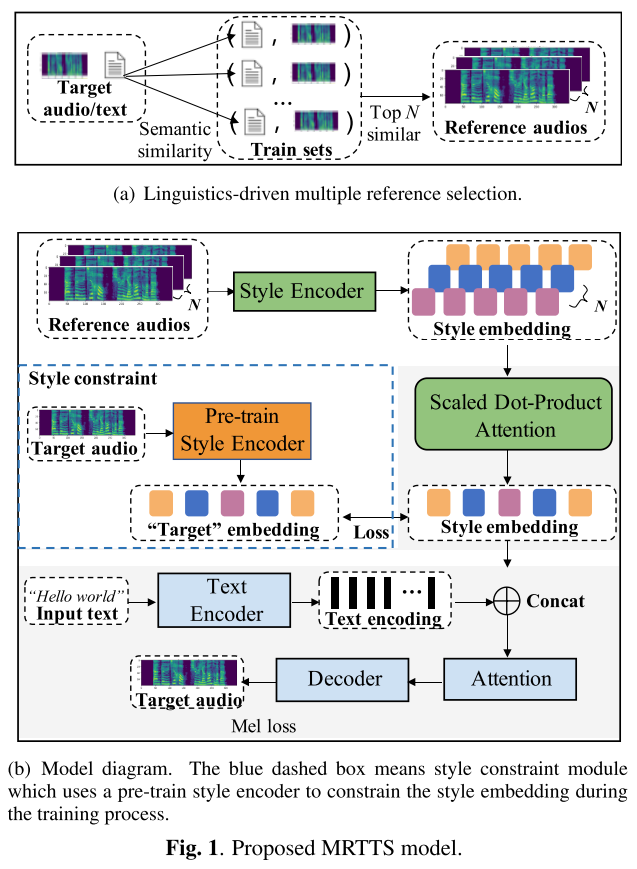 Target
audio/text
Semantic
similarity
...
Train sets
Top N
similar
N
Reference audios
(a) Linguistics-driven multiple reference selection.
N
Reference audios
Style Encoder
N
Style embedding
Style constraint
Target audio
Pre-train
Style Encoder
"Target" embedding
Loss
Scaled Dot-Product
Attention
Style embedding
"Hello world"
Input text
Text
Encoder
...
Text encoding
Concat
Target audio
Decoder
Attention
Mel loss
(b) Model diagram. The blue dashed box means style constraint module
which uses a pre-train style encoder to constrain the style embedding during
the training process.
Fig. 1. Proposed MRTTS model.